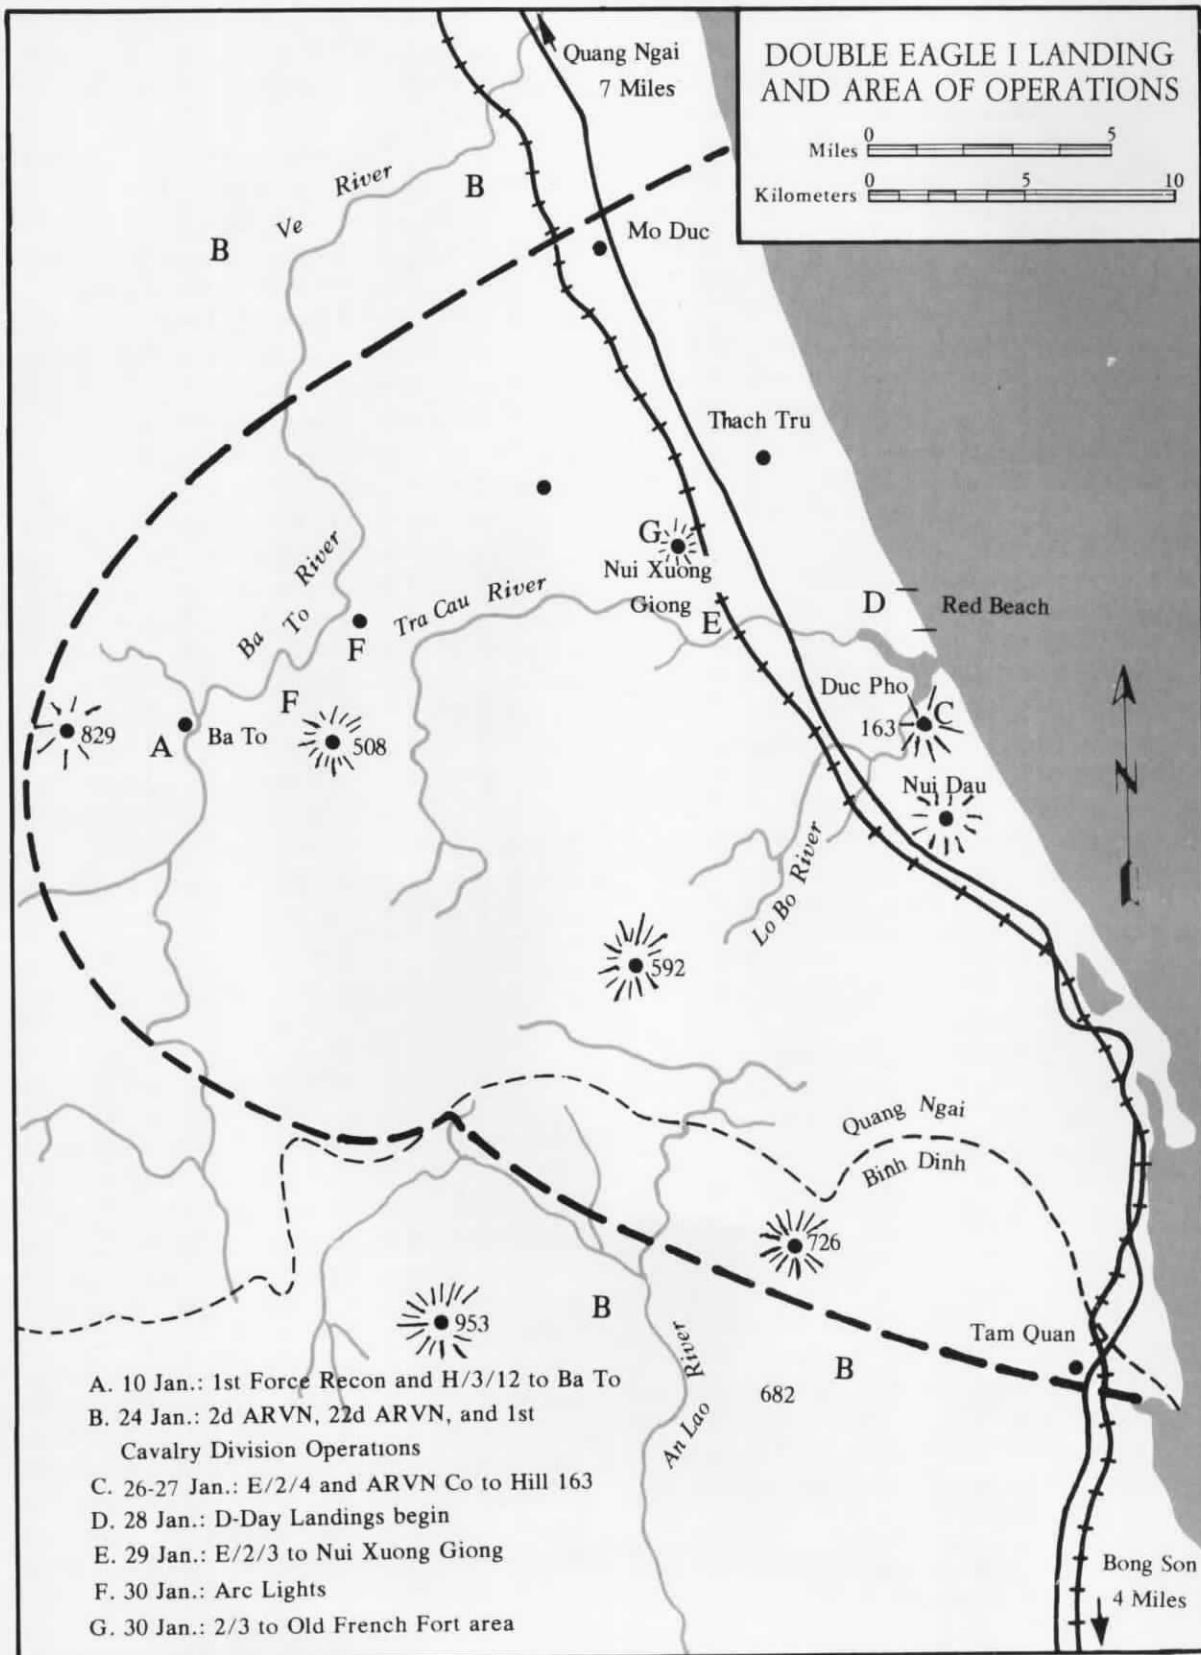 DOUBLE EAGLE I LANDING
AND AREA OF OPERATIONS
Miles 0 5
Kilometers 0 5 10
Quang Ngai
7 Miles
Ve River
B
B
Mo Duc
Thach Tru
G
Nui Xuong
Giong
E
D
Red Beach
Ba To River
Tra Cau River
F
F
829
A
Ba To
508
Duc Pho
163
C
Nui Dau
N
Lo Bo River
592
Quang Ngai
Binh Dinh
726
953
B
Tam Quan
B
682
An Lao River
A. 10 Jan.: 1st Force Recon and H/3/12 to Ba To
B. 24 Jan.: 2d ARVN, 22d ARVN, and 1st
Cavalry Division Operations
C. 26-27 Jan.: E/2/4 and ARVN Co to Hill 163
D. 28 Jan.: D-Day Landings begin
E. 29 Jan.: E/2/3 to Nui Xuong Giong
F. 30 Jan.: Arc Lights
G. 30 Jan.: 2/3 to Old French Fort area
Bong Son
4 Miles